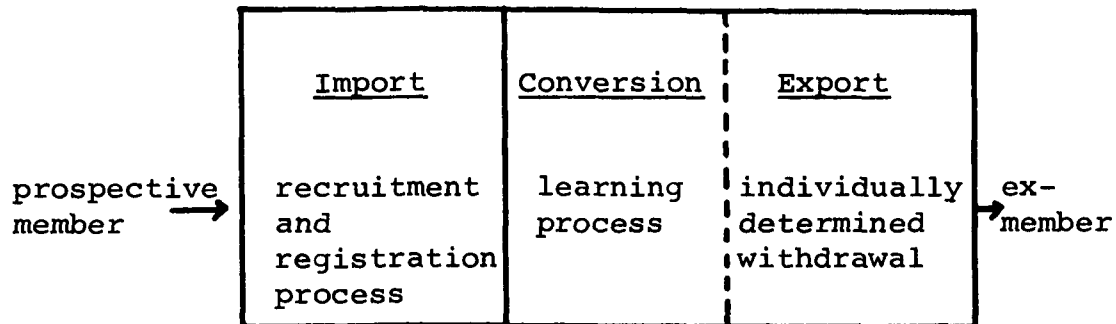 Import Conversion Export
prospective
member
recruitment
and
registration
process
learning
process
individually
determined
withdrawal
ex-
member